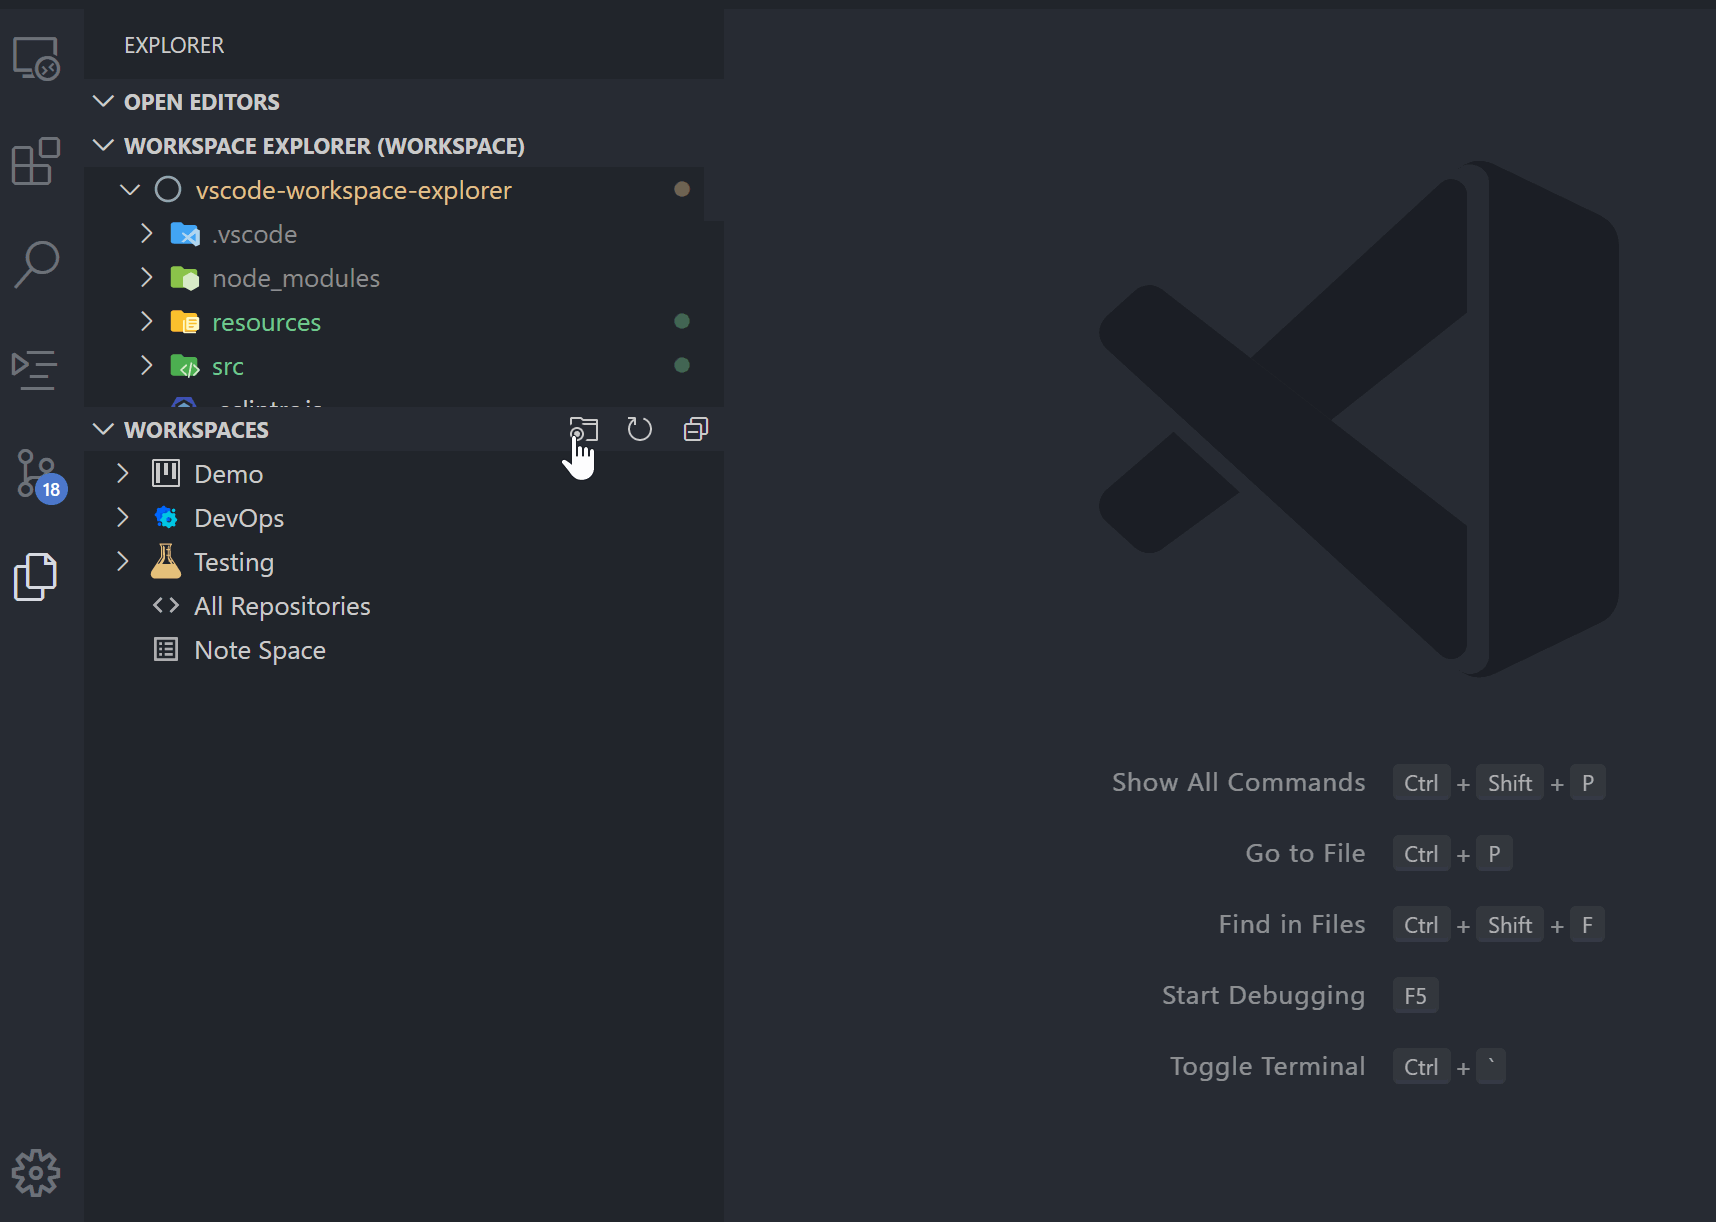 EXPLORER
OPEN EDITORS
WORKSPACE EXPLORER (WORKSPACE)
vscode-workspace-explorer
.vscode
node_modules
resources
src
WORKSPACES
18
Demo
DevOps
Testing
All Repositories
Note Space
Show All Commands Ctrl + Shift + P
Go to File Ctrl + P
Find in Files Ctrl + Shift + F
Start Debugging F5
Toggle Terminal Ctrl + `